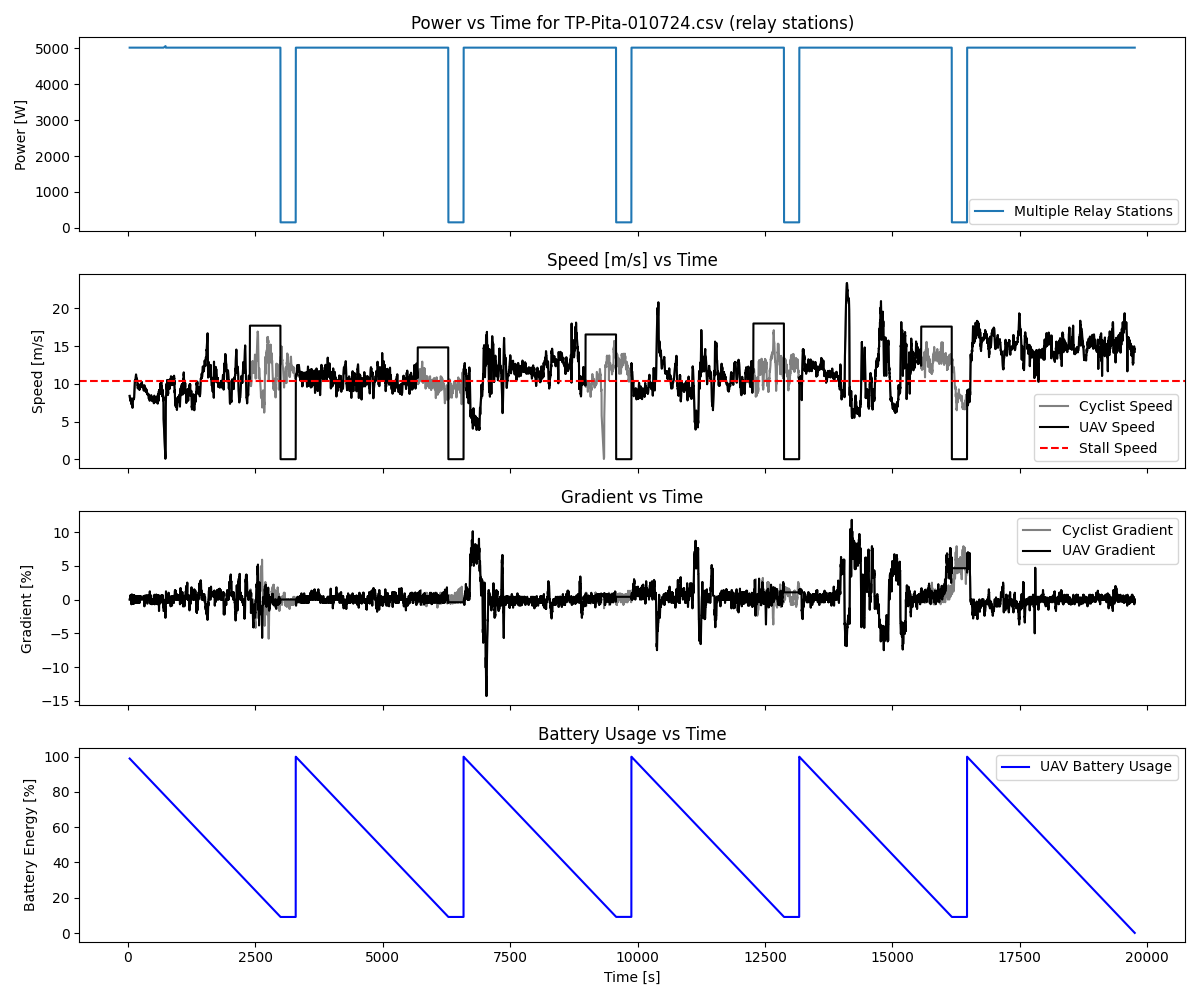 Power vs Time for TP-Pita-010724.csv (relay stations)
5000
4000
3000
2000
1000
0
Power [W]
Multiple Relay Stations
Speed [m/s] vs Time
20
15
10
5
0
Speed [m/s]
Cyclist Speed
UAV Speed
Stall Speed
Gradient vs Time
10
5
0
−5
−10
−15
Gradient [%]
Cyclist Gradient
UAV Gradient
Battery Usage vs Time
100
80
60
40
20
0
Battery Energy [%]
UAV Battery Usage
0 2500 5000 7500 10000 12500 15000 17500 20000
Time [s]